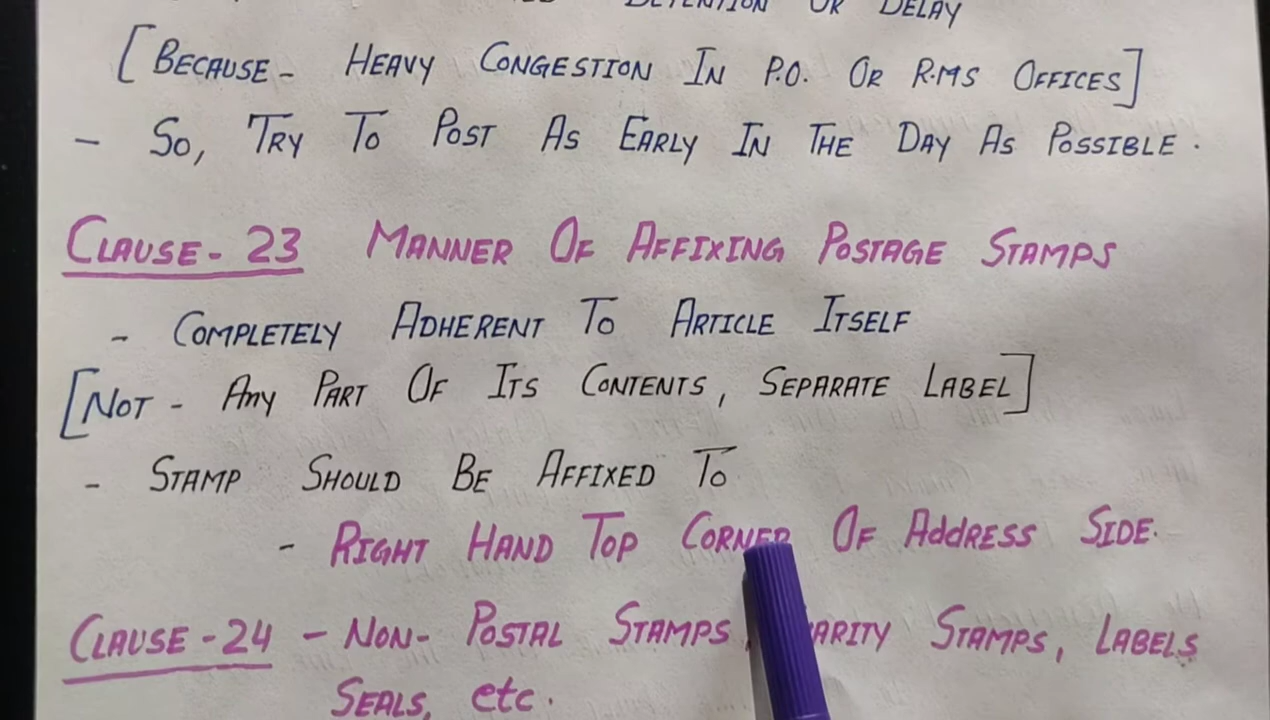 DETENTION OR DELAY
[BECAUSE - HEAVY CONGESTION IN P.O. OR R.M.S OFFICES]
- SO, TRY TO POST AS EARLY IN THE DAY AS POSSIBLE.
CLAUSE - 23 MANNER OF AFFIXING POSTAGE STAMPS
- COMPLETELY ADHERENT TO ARTICLE ITSELF
[NOT - ANY PART OF ITS CONTENTS, SEPARATE LABEL]
- STAMP SHOULD BE AFFIXED TO
- RIGHT HAND TOP CORNER OF ADDRESS SIDE.
CLAUSE - 24 - NON- POSTAL STAMPS, STAMPS, LABELS
SEALS, etc.